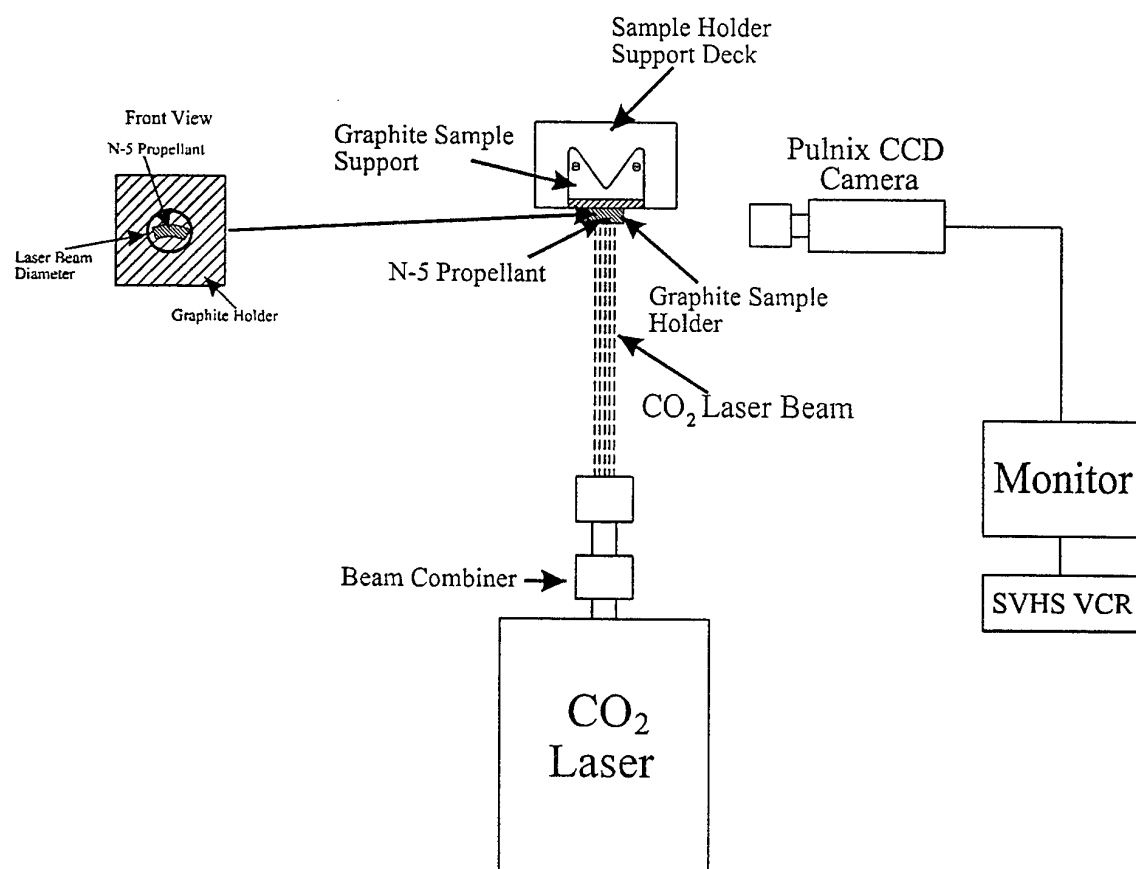 Sample Holder
Support Deck
Front View
N-5 Propellant
Graphite Sample
Support
Pulnix CCD
Camera
Laser Beam
Diameter
N-5 Propellant
Graphite Holder
Graphite Sample
Holder
CO2 Laser Beam
Monitor
Beam Combiner
SVHS VCR
CO2
Laser